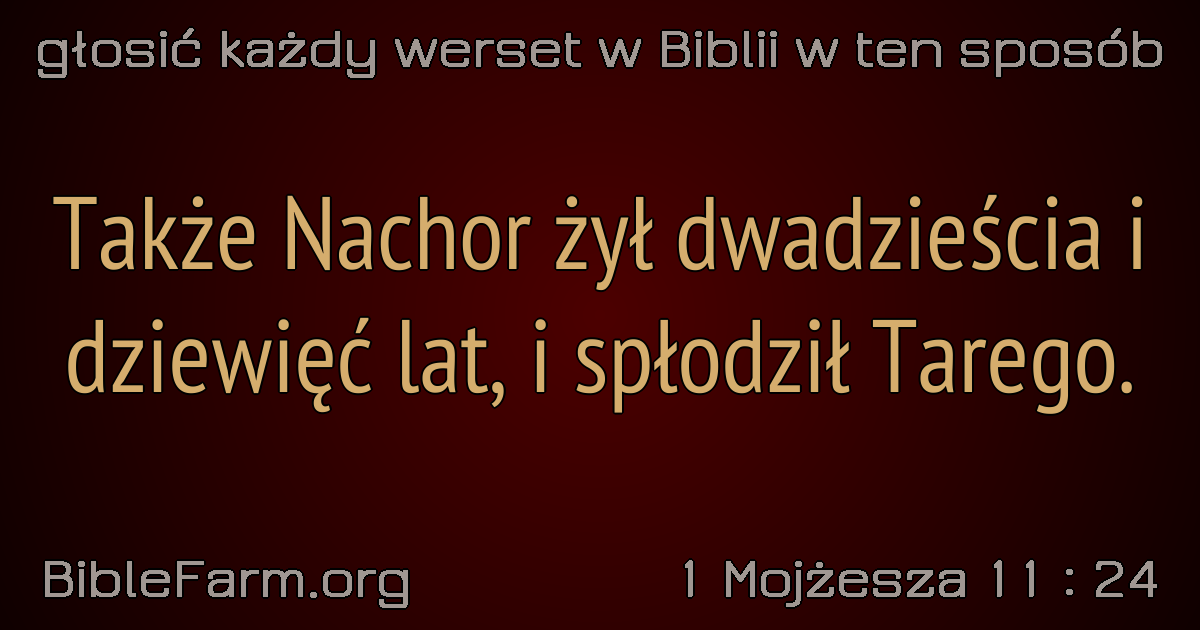 głosić każdy werset w Biblii w ten sposób
Także Nachor żył dwadzieścia i
dziewięć lat, i spłodził Tarego.
BibleFarm.org
1 Mojżesza 11 : 24